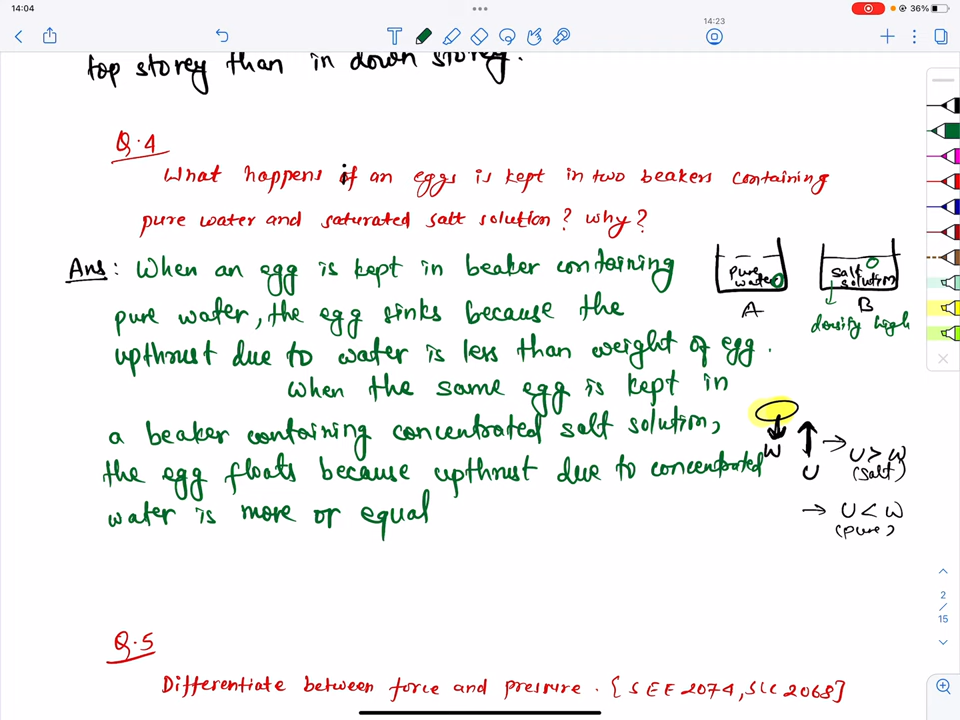 14:04
36%
14:23
top storey than in down storey.
Q.4
What happens if an eggs is kept in two beakers containing
pure water and saturated salt solution? why?
Ans: When an egg is kept in beaker containing
pure water, the egg sinks because the
upthrust due to water is less than weight of egg.
When the same egg is kept in
a beaker containing concentrated salt solution,
the egg floats because upthrust due to concentrated
water is more or equal
pure
water
A
salt
solution
B
density high
W
U
→ U > W
(salt)
→ U < W
(pure)
2
/
15
Q.5
Differentiate between force and pressure. {SEE 2074, SLC 2068]